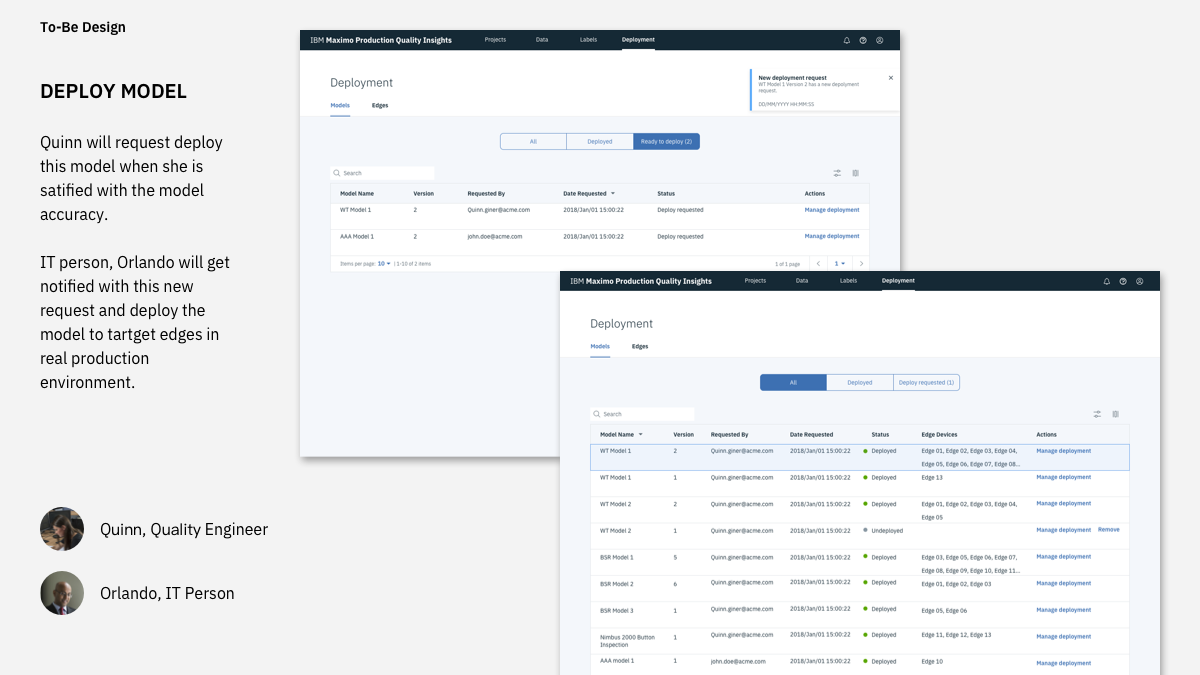 To-Be Design
DEPLOY MODEL
Quinn will request deploy
this model when she is
satified with the model
accuracy.
IT person, Orlando will get
notified with this new
request and deploy the
model to tartget edges in
real production
environment.
Quinn, Quality Engineer
Orlando, IT Person
IBM Maximo Production Quality Insights Projects Data Labels Deployment
Deployment
Models Edges
New deployment request
WT Model 1 Version 2 has a new deployment
request.
DD/MM/YYYY HH:MM:SS
All Deployed Ready to deploy (2)
Search
Model Name Version Requested By Date Requested Status Actions
WT Model 1 2 Quinn.giner@acme.com 2018/Jan/01 15:00:22 Deploy requested Manage deployment
AAA Model 1 2 john.doe@acme.com 2018/Jan/01 15:00:22 Deploy requested Manage deployment
Items per page: 10 | 1-10 of 2 items 1 of 1 page 1
IBM Maximo Production Quality Insights Projects Data Labels Deployment
Deployment
Models Edges
All Deployed Deploy requested (1)
Search
Model Name Version Requested By Date Requested Status Edge Devices Actions
WT Model 1 2 Quinn.giner@acme.com 2018/Jan/01 15:00:22 Deployed Edge 01, Edge 02, Edge 03, Edge 04, Manage deployment
Edge 05, Edge 06, Edge 07, Edge 08...
WT Model 1 1 Quinn.giner@acme.com 2018/Jan/01 15:00:22 Deployed Edge 13 Manage deployment
WT Model 2 2 Quinn.giner@acme.com 2018/Jan/01 15:00:22 Deployed Edge 01, Edge 02, Edge 03, Edge 04, Manage deployment
Edge 05
WT Model 2 1 Quinn.giner@acme.com 2018/Jan/01 15:00:22 Undeployed Manage deployment Remove
BSR Model 1 5 Quinn.giner@acme.com 2018/Jan/01 15:00:22 Deployed Edge 03, Edge 05, Edge 06, Edge 07, Manage deployment
Edge 08, Edge 09, Edge 10, Edge 11...
BSR Model 2 6 Quinn.giner@acme.com 2018/Jan/01 15:00:22 Deployed Edge 01, Edge 02, Edge 03 Manage deployment
BSR Model 3 1 Quinn.giner@acme.com 2018/Jan/01 15:00:22 Deployed Edge 05, Edge 06 Manage deployment
Nimbus 2000 Button 1 Quinn.giner@acme.com 2018/Jan/01 15:00:22 Deployed Edge 11, Edge 12, Edge 13 Manage deployment
Inspection
AAA model 1 1 john.doe@acme.com 2018/Jan/01 15:00:22 Deployed Edge 10 Manage deployment